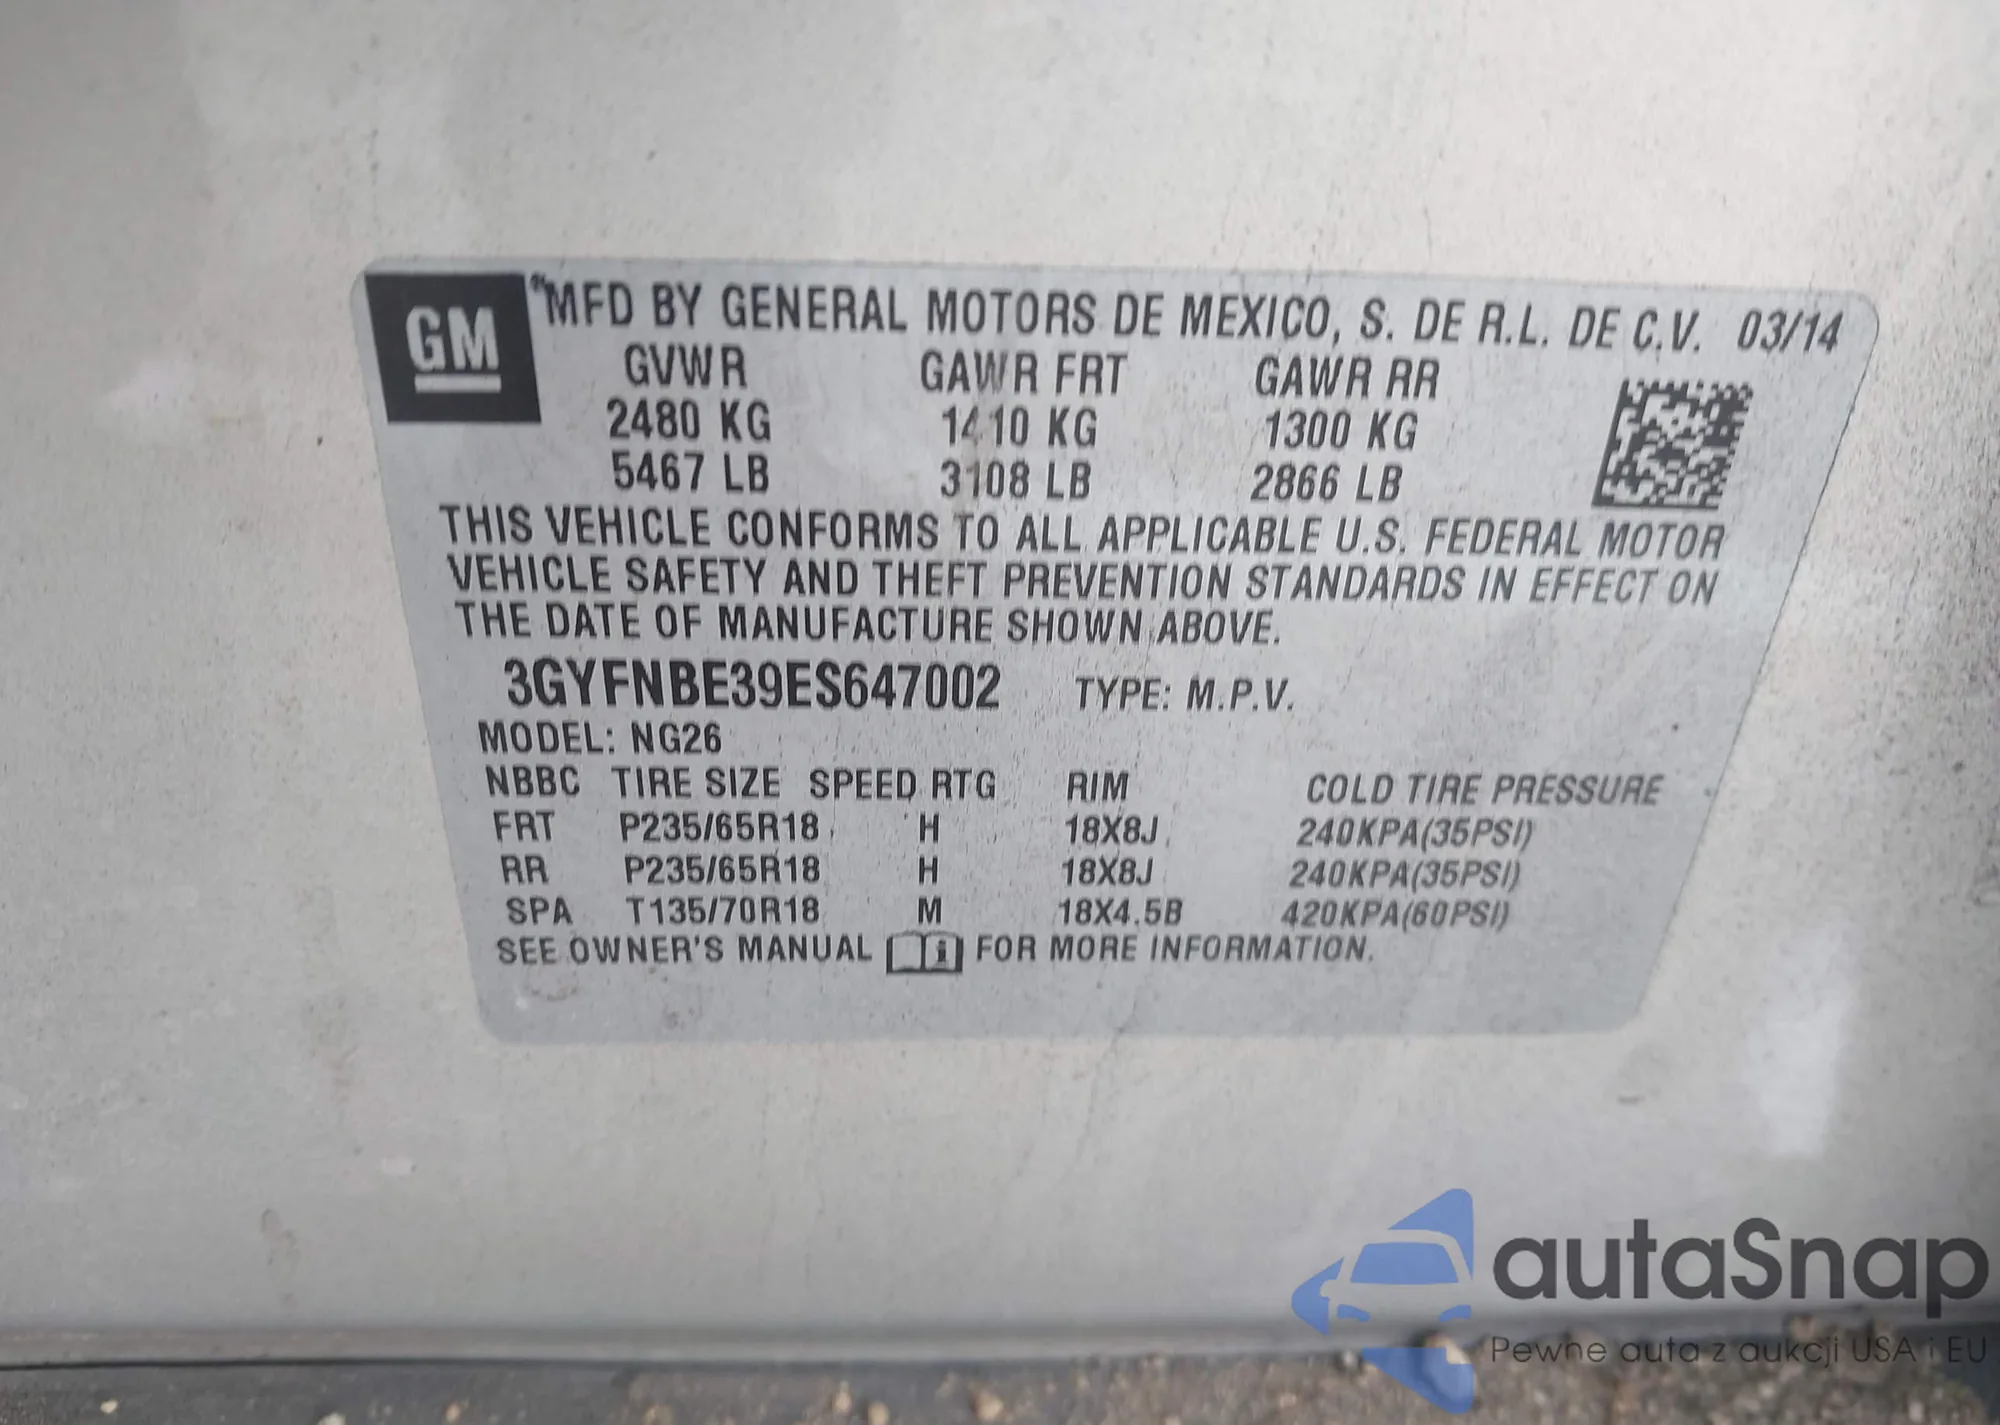 GM
MFD BY GENERAL MOTORS DE MEXICO, S. DE R.L. DE C.V. 03/14
GVWR GAWR FRT GAWR RR
2480 KG 1410 KG 1300 KG
5467 LB 3108 LB 2866 LB
THIS VEHICLE CONFORMS TO ALL APPLICABLE U.S. FEDERAL MOTOR
VEHICLE SAFETY AND THEFT PREVENTION STANDARDS IN EFFECT ON
THE DATE OF MANUFACTURE SHOWN ABOVE.
3GYFNBE39ES647002 TYPE: M.P.V.
MODEL: NG26
NBBC TIRE SIZE SPEED RTG RIM COLD TIRE PRESSURE
FRT P235/65R18 H 18X8J 240KPA(35PSI)
RR P235/65R18 H 18X8J 240KPA(35PSI)
SPA T135/70R18 M 18X4.5B 420KPA(60PSI)
SEE OWNER'S MANUAL i FOR MORE INFORMATION.
autaSnap
Pewne auta z aukcji USA i EU